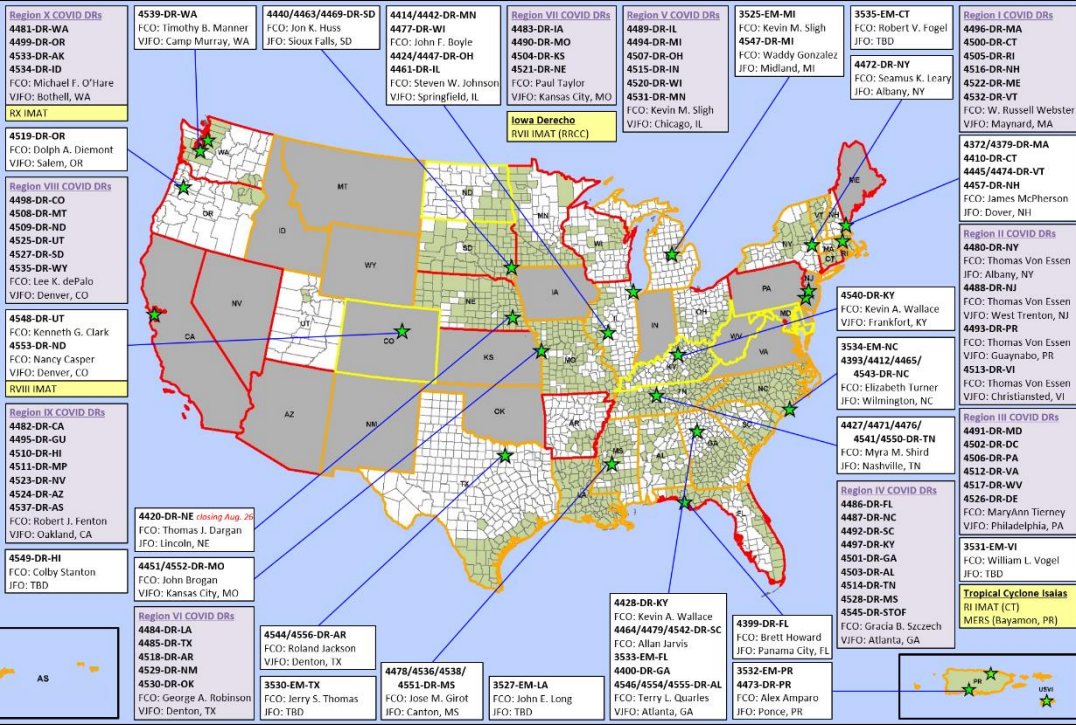 Region X COVID DRs
4481-DR-WA
4499-DR-OR
4533-DR-AK
4534-DR-ID
FCO: Michael F. O'Hare
VJFO: Bothell, WA
RX IMAT
4539-DR-WA
FCO: Timothy B. Manner
VJFO: Camp Murray, WA
4440/4463/4469-DR-SD
FCO: Jon K. Huss
JFO: Sioux Falls, SD
4414/4442-DR-MN
4477-DR-WI
FCO: John F. Boyle
4424/4447-DR-OH
4461-DR-IL
FCO: Steven W. Johnson
VJFO: Springfield, IL
Region VII COVID DRs
4483-DR-IA
4490-DR-MO
4504-DR-KS
4521-DR-NE
FCO: Paul Taylor
VJFO: Kansas City, MO
Iowa Derecho
RVII IMAT (RRCC)
Region V COVID DRs
4489-DR-IL
4494-DR-MI
4507-DR-OH
4515-DR-IN
4520-DR-WI
4531-DR-MN
FCO: Kevin M. Sligh
VJFO: Chicago, IL
3525-EM-MI
FCO: Kevin M. Sligh
4547-DR-MI
FCO: Waddy Gonzalez
JFO: Midland, MI
3535-EM-CT
FCO: Robert V. Fogel
JFO: TBD
4472-DR-NY
FCO: Seamus K. Leary
JFO: Albany, NY
Region I COVID DRs
4496-DR-MA
4500-DR-CT
4505-DR-RI
4516-DR-NH
4522-DR-ME
4532-DR-VT
FCO: W. Russell Webster
VJFO: Maynard, MA
4372/4379-DR-MA
4410-DR-CT
4445/4474-DR-VT
4457-DR-NH
FCO: James McPherson
JFO: Dover, NH
Region II COVID DRs
4480-DR-NY
FCO: Thomas Von Essen
JFO: Albany, NY
4488-DR-NJ
FCO: Thomas Von Essen
VJFO: West Trenton, NJ
4493-DR-PR
FCO: Thomas Von Essen
VJFO: Guaynabo, PR
4513-DR-VI
FCO: Thomas Von Essen
VJFO: Christiansted, VI
Region III COVID DRs
4491-DR-MD
4502-DR-DC
4506-DR-PA
4512-DR-VA
4517-DR-WV
4526-DR-DE
FCO: MaryAnn Tierney
VJFO: Philadelphia, PA
3531-EM-VI
FCO: William L. Vogel
JFO: TBD
Tropical Cyclone Isaias
RI IMAT (CT)
MERS (Bayamon, PR)
4519-DR-OR
FCO: Dolph A. Diemont
VJFO: Salem, OR
Region VIII COVID DRs
4498-DR-CO
4508-DR-MT
4509-DR-ND
4525-DR-UT
4527-DR-SD
4535-DR-WY
FCO: Lee K. dePalo
VJFO: Denver, CO
4548-DR-UT
FCO: Kenneth G. Clark
4553-DR-ND
FCO: Nancy Casper
VJFO: Denver, CO
RVIII IMAT
Region IX COVID DRs
4482-DR-CA
4495-DR-GU
4510-DR-HI
4511-DR-MP
4523-DR-NV
4524-DR-AZ
4537-DR-AS
FCO: Robert J. Fenton
VJFO: Oakland, CA
4549-DR-HI
FCO: Colby Stanton
JFO: TBD
4540-DR-KY
FCO: Kevin A. Wallace
VJFO: Frankfort, KY
3534-EM-NC
4393/4412/4465/
4543-DR-NC
FCO: Elizabeth Turner
JFO: Wilmington, NC
4427/4471/4476/
4541/4550-DR-TN
FCO: Myra M. Shird
JFO: Nashville, TN
Region IV COVID DRs
4486-DR-FL
4487-DR-NC
4492-DR-SC
4497-DR-KY
4501-DR-GA
4503-DR-AL
4514-DR-TN
4528-DR-MS
4545-DR-STOF
FCO: Gracia B. Szczech
VJFO: Atlanta, GA
4420-DR-NE closing Aug. 26
FCO: Thomas J. Dargan
JFO: Lincoln, NE
4451/4552-DR-MO
FCO: John Brogan
VJFO: Kansas City, MO
Region VI COVID DRs
4484-DR-LA
4485-DR-TX
4518-DR-AR
4529-DR-NM
4530-DR-OK
FCO: George A. Robinson
VJFO: Denton, TX
4544/4556-DR-AR
FCO: Roland Jackson
VJFO: Denton, TX
3530-EM-TX
FCO: Jerry S. Thomas
JFO: TBD
4478/4536/4538/
4551-DR-MS
FCO: Jose M. Girot
JFO: Canton, MS
3527-EM-LA
FCO: John E. Long
JFO: TBD
4428-DR-KY
FCO: Kevin A. Wallace
4464/4479/4542-DR-SC
FCO: Allan Jarvis
3533-EM-FL
4400-DR-GA
4546/4554/4555-DR-AL
FCO: Terry L. Quarles
VJFO: Atlanta, GA
4399-DR-FL
FCO: Brett Howard
JFO: Panama City, FL
3532-EM-PR
4473-DR-PR
FCO: Alex Amparo
JFO: Ponce, PR
WA
OR
MT
ID
WY
ND
SD
MN
WI
NE
IA
NV
CA
UT
CO
KS
MO
IL
IN
OH
KY
WV
VA
MD
PA
NJ
NY
VT
NH
ME
MA
CT
RI
AZ
NM
OK
AR
TN
NC
SC
TX
LA
MS
AL
GA
FL
AS
PR
USVI